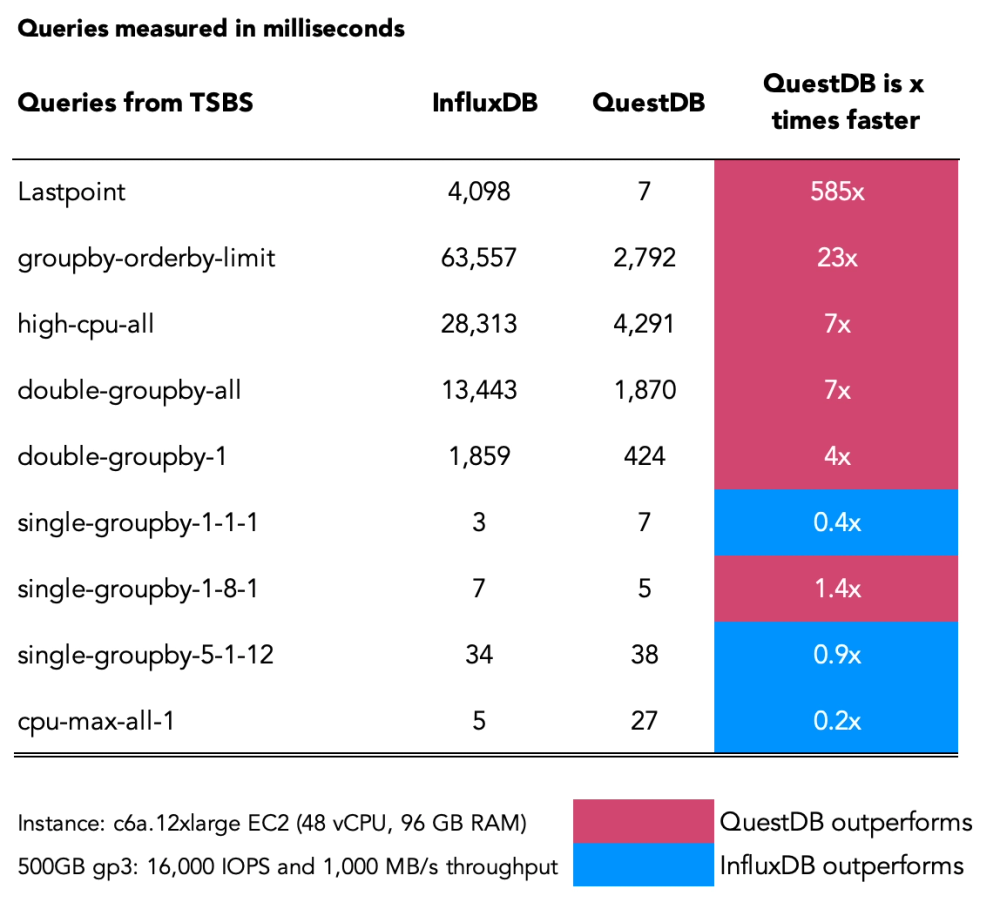 Queries measured in milliseconds
Queries from TSBS InfluxDB QuestDB QuestDB is x times faster
Lastpoint 4,098 7 585x
groupby-orderby-limit 63,557 2,792 23x
high-cpu-all 28,313 4,291 7x
double-groupby-all 13,443 1,870 7x
double-groupby-1 1,859 424 4x
single-groupby-1-1-1 3 7 0.4x
single-groupby-1-8-1 7 5 1.4x
single-groupby-5-1-12 34 38 0.9x
cpu-max-all-1 5 27 0.2x
Instance: c6a.12xlarge EC2 (48 vCPU, 96 GB RAM) QuestDB outperforms
500GB gp3: 16,000 IOPS and 1,000 MB/s throughput InfluxDB outperforms